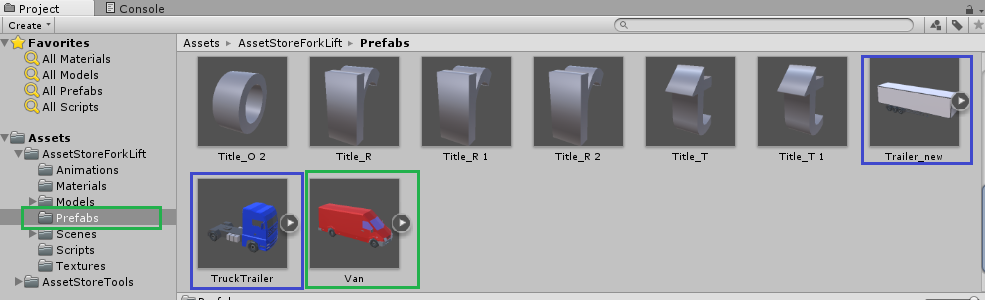 Project
Console
Create
Favorites
All Materials
All Models
All Prefabs
All Scripts
Assets
AssetStoreForkLift
Animations
Materials
Models
Prefabs
Scenes
Scripts
Textures
AssetStoreTools
Assets ▸ AssetStoreForkLift ▸ Prefabs
Title_O 2
Title_R
Title_R 1
Title_R 2
Title_T
Title_T 1
Trailer_new
TruckTrailer
Van